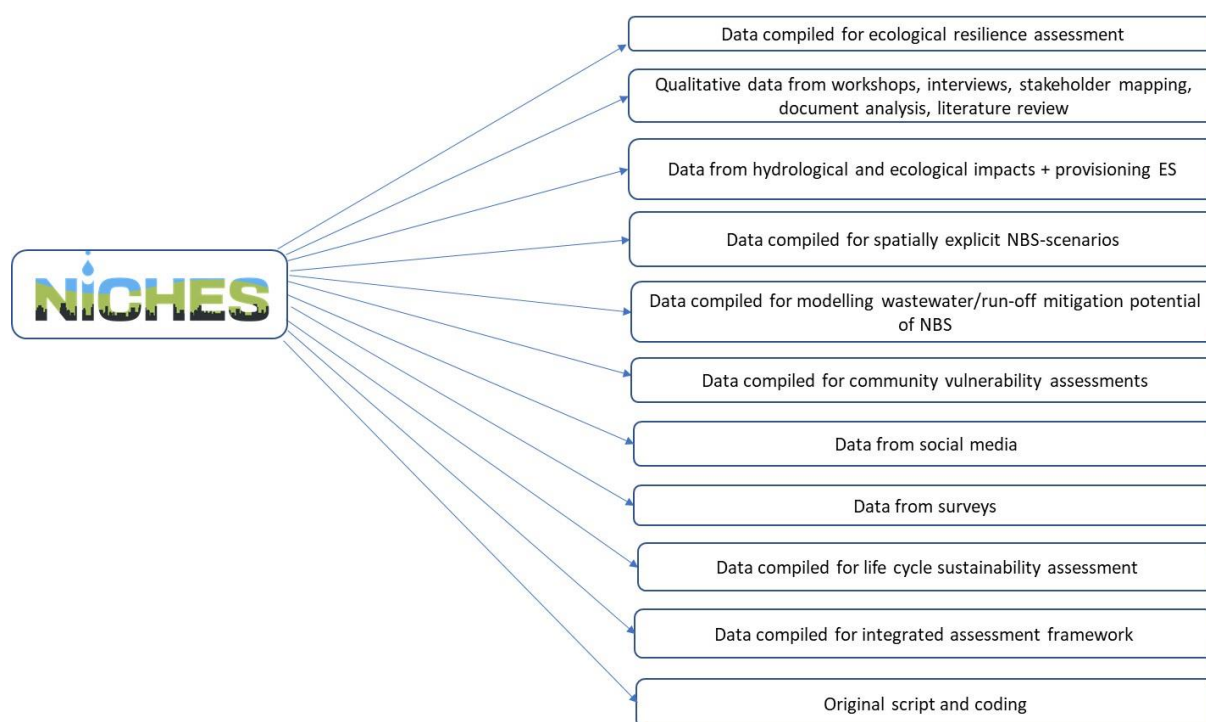 Data compiled for ecological resilience assessment
Qualitative data from workshops, interviews, stakeholder mapping,
document analysis, literature review
Data from hydrological and ecological impacts + provisioning ES
Data compiled for spatially explicit NBS-scenarios
NiCHES
Data compiled for modelling wastewater/run-off mitigation potential
of NBS
Data compiled for community vulnerability assessments
Data from social media
Data from surveys
Data compiled for life cycle sustainability assessment
Data compiled for integrated assessment framework
Original script and coding